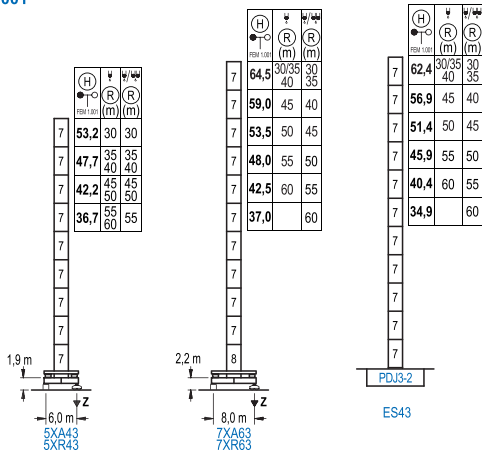 H
FEM 1.001
R
(m)
R
(m)
53,2 30 30
47,7 35 40 35 40
42,2 45 50 45 50
36,7 55 60 55
7
7
7
7
7
7
7
7
7
1,9 m
Z
6,0 m
5XA43
5XR43
H
FEM 1.001
R
(m)
R
(m)
64,5 30/35 40 30 35
59,0 45 40
53,5 50 45
48,0 55 50
42,5 60 55
37,0 60
7
7
7
7
7
7
7
7
7
7
8
2,2 m
Z
8,0 m
7XA63
7XR63
H
FEM 1.001
R
(m)
R
(m)
62,4 30/35 40 30 35
56,9 45 40
51,4 50 45
45,9 55 50
40,4 60 55
34,9 60
7
7
7
7
7
7
7
7
7
7
7
PDJ3-2
ES43